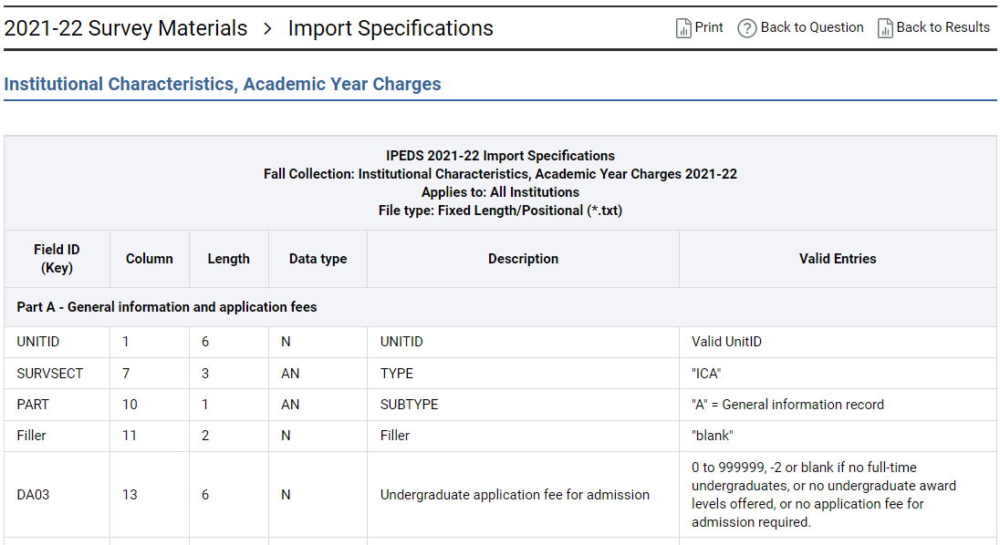 2021-22 Survey Materials > Import Specifications
Print Back to Question Back to Results
Institutional Characteristics, Academic Year Charges
IPEDS 2021-22 Import Specifications
Fall Collection: Institutional Characteristics, Academic Year Charges 2021-22
Applies to: All Institutions
File type: Fixed Length/Positional (*.txt)
Field ID
(Key)
Column Length Data type Description Valid Entries
Part A - General information and application fees
UNITID 1 6 N UNITID Valid UnitID
SURVSECT 7 3 AN TYPE "ICA"
PART 10 1 AN SUBTYPE "A" = General information record
Filler 11 2 N Filler "blank"
DA03 13 6 N Undergraduate application fee for admission
0 to 999999, -2 or blank if no full-time
undergraduates, or no undergraduate award
levels offered, or no application fee for
admission required.